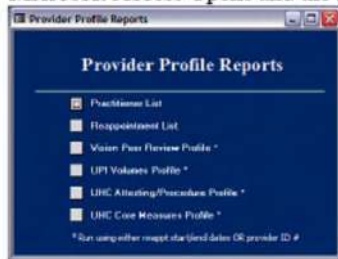 Provider Profile Reports
Provider Profile Reports
Practitioner List
Reappointment List
Vision Peer Review Profile *
UPI Volumes Profile *
UHC Attesting/Procedure Profile *
UHC Core Measures Profile *
* Run using either reappt start/end dates OR provider ID #